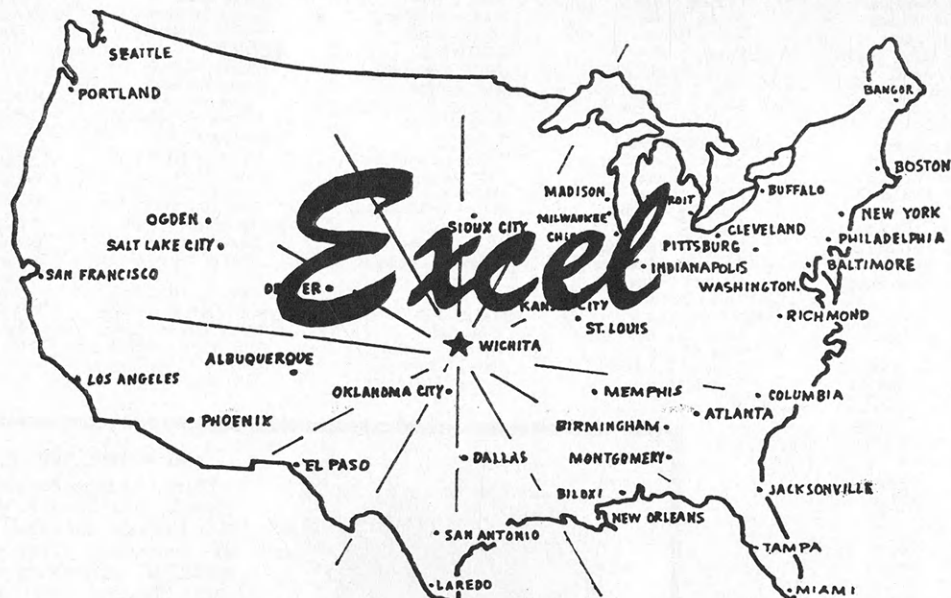 SEATTLE
PORTLAND
BANGOR
BOSTON
BUFFALO
MADISON
MILWAUKEE
SIOUX CITY
OGDEN
SALT LAKE CITY
NEW YORK
CLEVELAND
PITTSBURG
PHILADELPHIA
Excel
SAN FRANCISCO
INDIANAPOLIS
BALTIMORE
WASHINGTON.
KANSAS CITY
ST. LOUIS
RICHMOND
WICHITA
ALBUQUERQUE
LOS ANGELES
OKLAHOMA CITY
MEMPHIS
COLUMBIA
ATLANTA
PHOENIX
BIRMINGHAM
EL PASO
DALLAS
MONTGOMERY
BILOXI
JACKSONVILLE
NEW ORLEANS
SAN ANTONIO
TAMPA
LAREDO
MIAMI